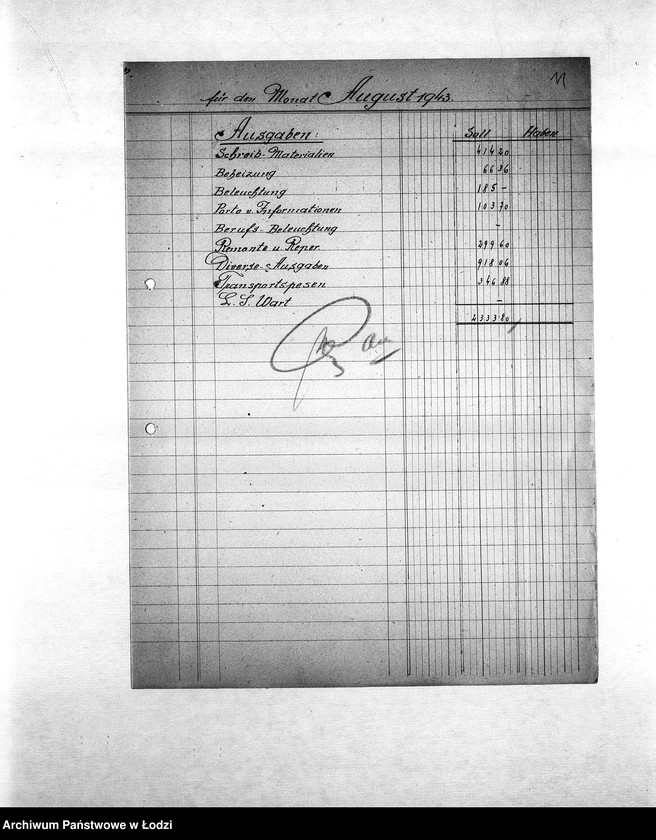 für den Monat August 1943.
Ausgaben: Soll Haben
Schreib-Materialien 414 20
Beheizung 66 36
Beleuchtung 185 -
Porto u. Informationen 103 70
Berufs-Beleuchtung -
Remonte u. Reper. 299 60
Diverse-Ausgaben 918 06
Transportspesen 346 88
L. S. Wart -
2333 80
Archiwum Państwowe w Łodzi